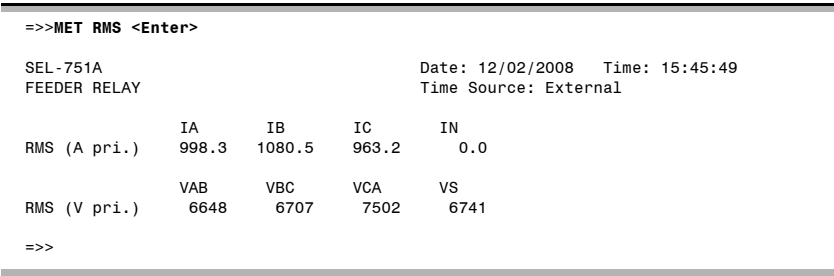 =>>MET RMS <Enter>
SEL-751A Date: 12/02/2008 Time: 15:45:49
FEEDER RELAY Time Source: External
IA IB IC IN
RMS (A pri.) 998.3 1080.5 963.2 0.0
VAB VBC VCA VS
RMS (V pri.) 6648 6707 7502 6741
=>>